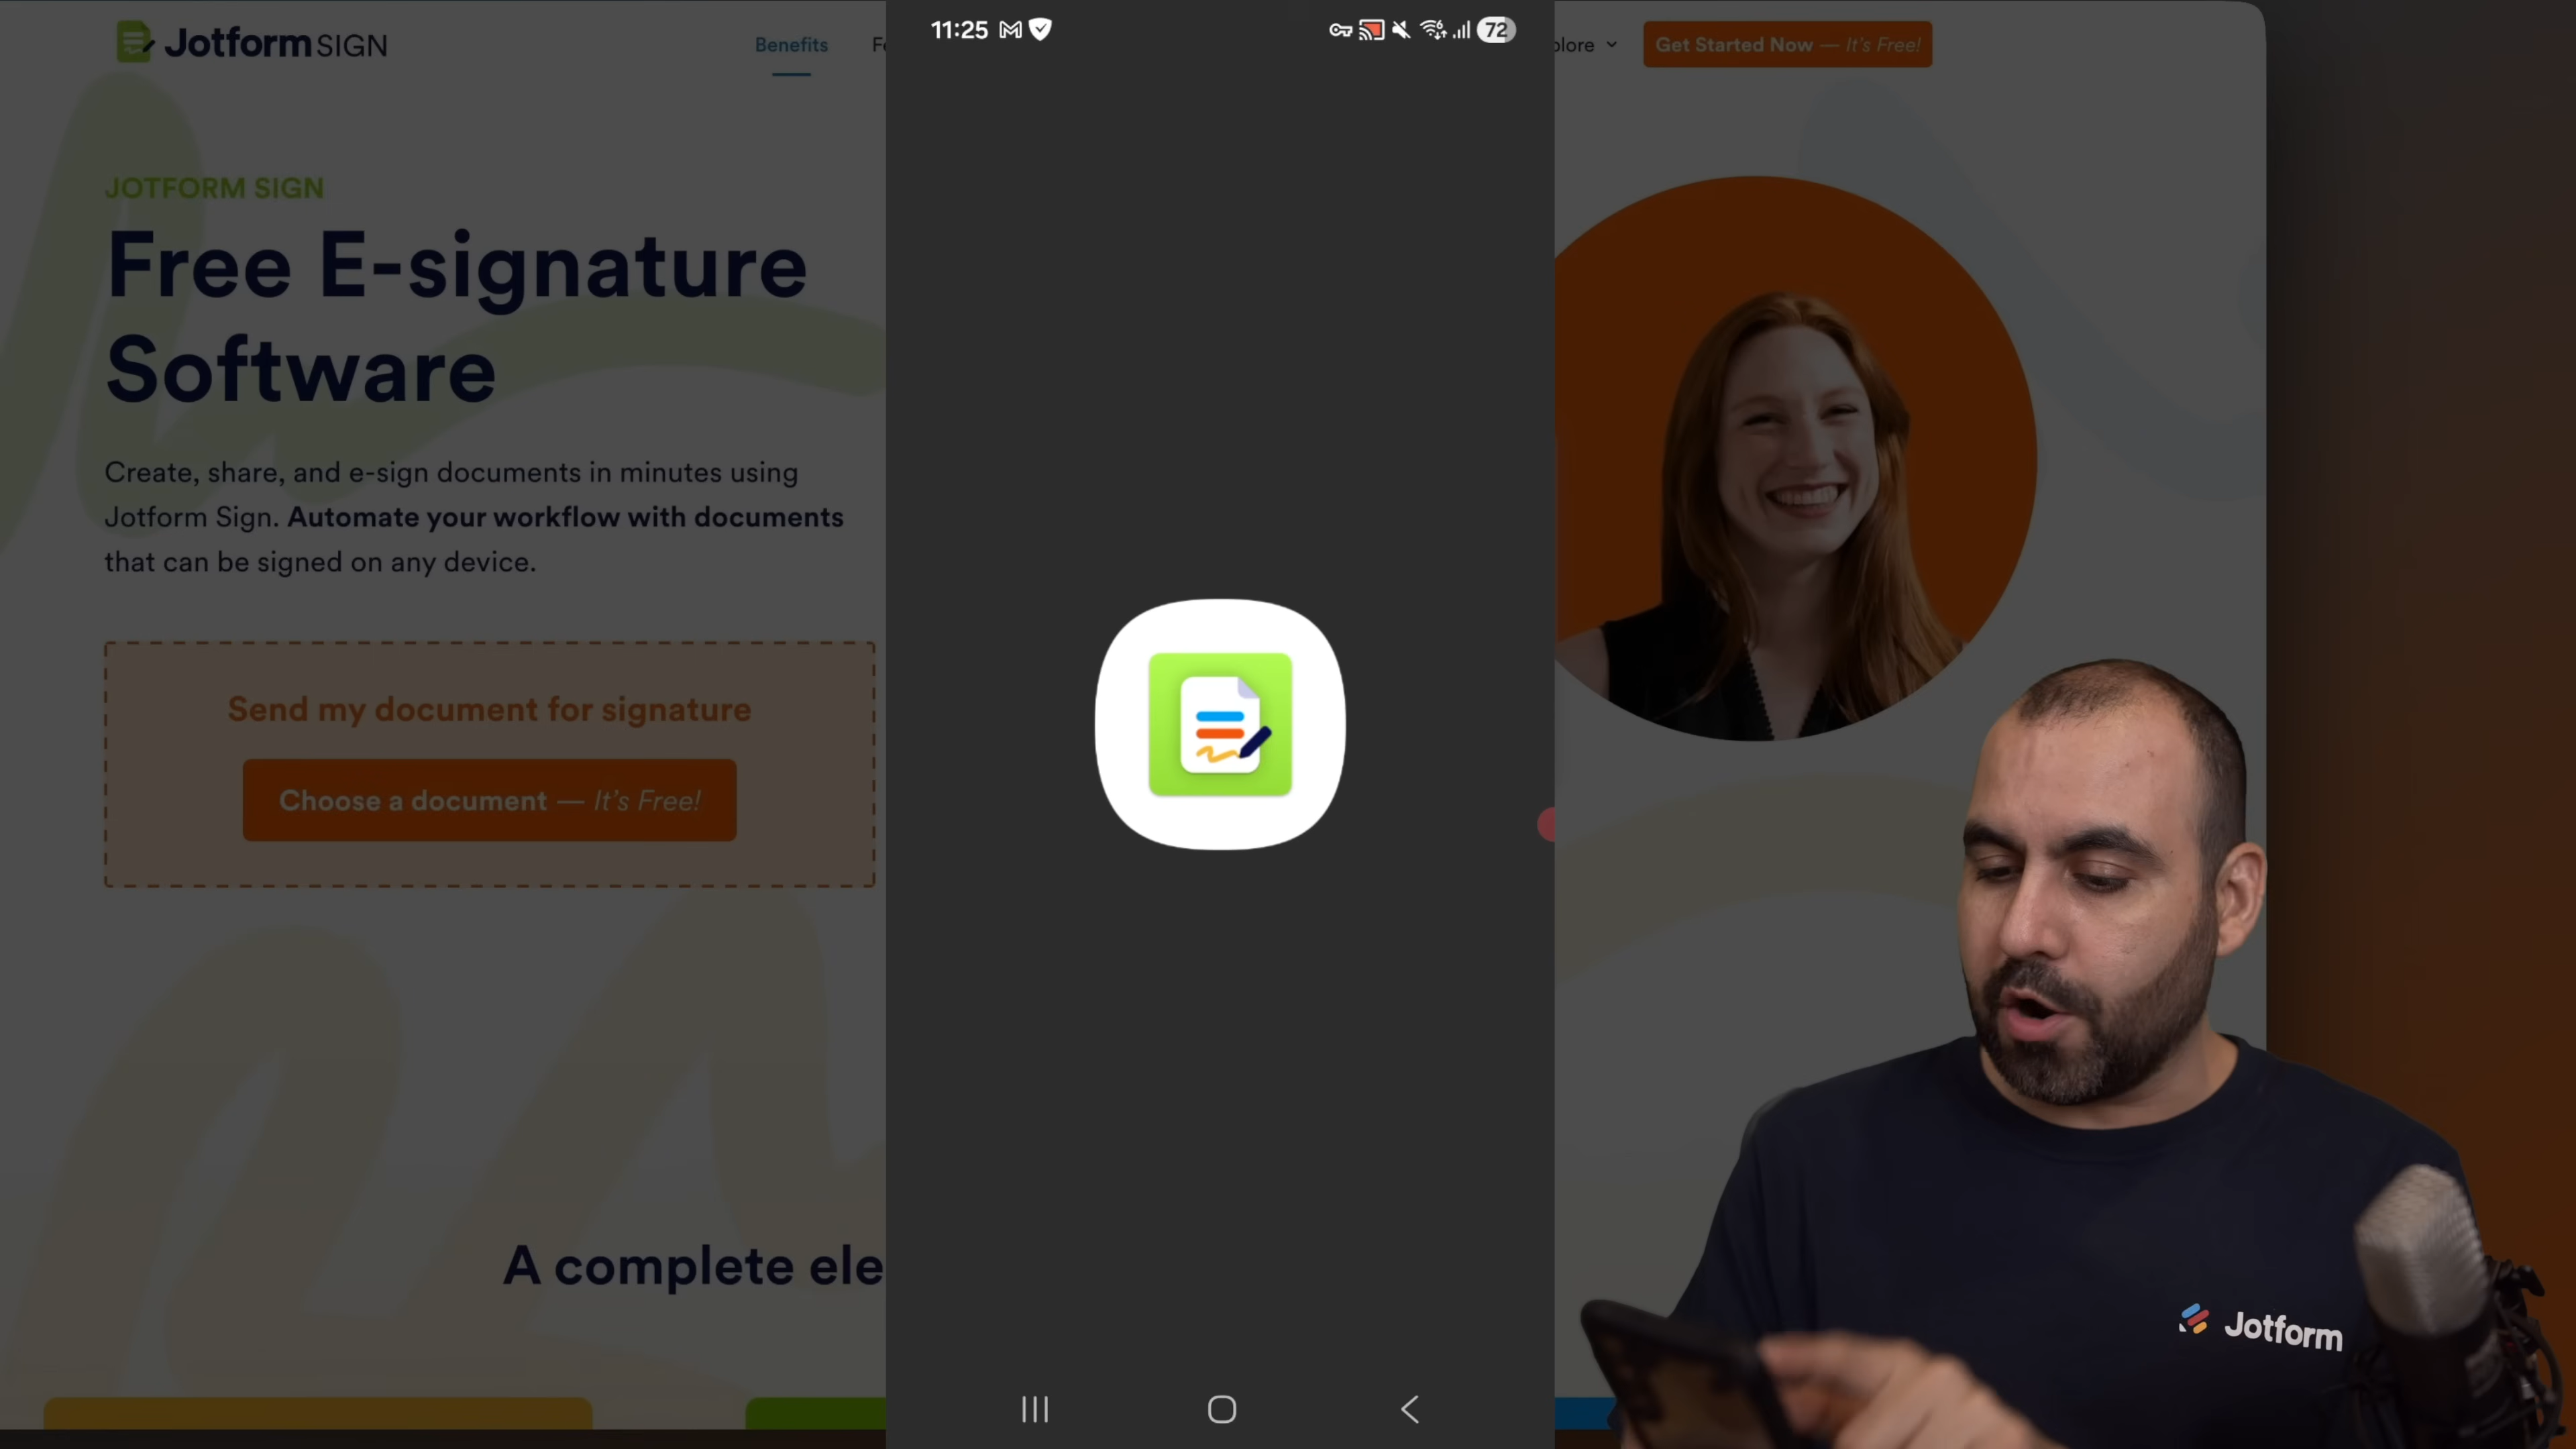 Jotform SIGN
Benefits
Get Started Now — It's Free!
JOTFORM SIGN
Free E-signature
Software
Create, share, and e-sign documents in minutes using
Jotform Sign. Automate your workflow with documents
that can be signed on any device.
Send my document for signature
Choose a document — It's Free!
A complete
11:25
72
Jotform